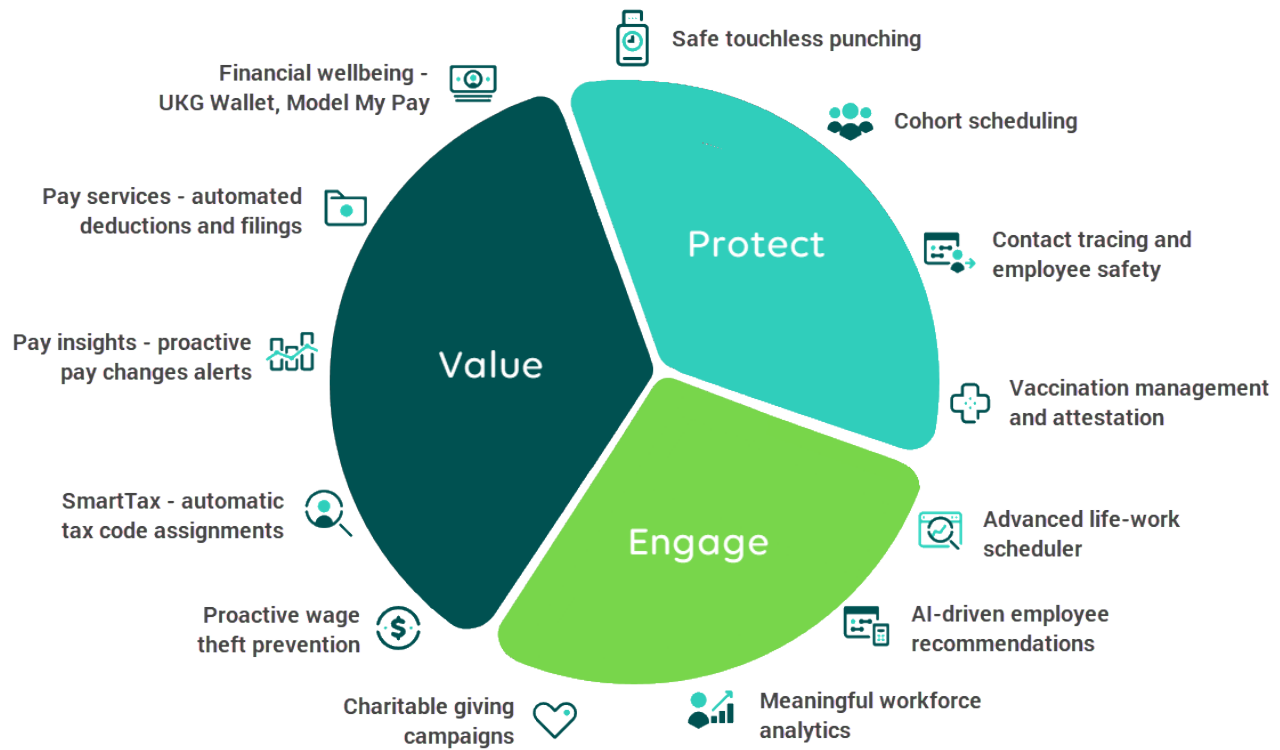 Safe touchless punching
Financial wellbeing -
UKG Wallet, Model My Pay
Cohort scheduling
Pay services - automated
deductions and filings
Protect
Contact tracing and
employee safety
Pay insights - proactive
pay changes alerts
Value
Vaccination management
and attestation
SmartTax - automatic
tax code assignments
Engage
Advanced life-work
scheduler
Proactive wage
theft prevention
AI-driven employee
recommendations
Charitable giving
campaigns
Meaningful workforce
analytics
$